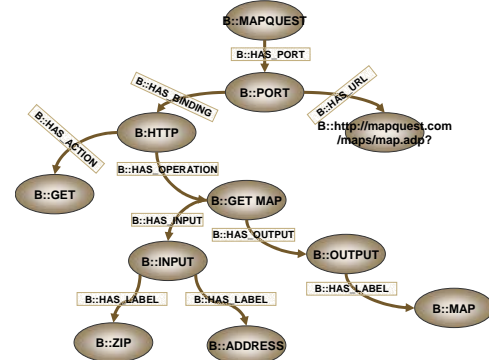 B::MAPQUEST
B::HAS_PORT
B::PORT
B::HAS_BINDING
B::HAS_URL
B::http://mapquest.com
/maps/map.adp?
B::HTTP
B::HAS_ACTION
B::HAS_OPERATION
B::GET
B::GET MAP
B::HAS_INPUT
B::HAS_OUTPUT
B::INPUT
B::OUTPUT
B::HAS_LABEL
B::HAS_LABEL
B::HAS_LABEL
B::MAP
B::ZIP
B::ADDRESS